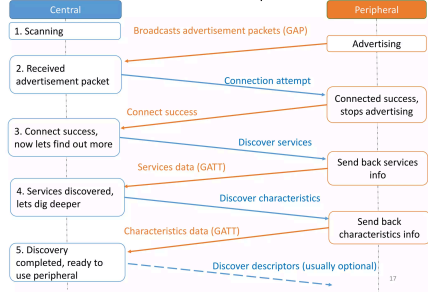 Central
Peripheral
1. Scanning
Broadcasts advertisement packets (GAP)
Advertising
2. Received
advertisement packet
Connection attempt
Connected success,
stops advertising
Connect success
3. Connect success,
now lets find out more
Discover services
Send back services
info
Services data (GATT)
4. Services discovered,
lets dig deeper
Discover characteristics
Send back
characteristics info
Characteristics data (GATT)
5. Discovery
completed, ready to
use peripheral
Discover descriptors (usually optional)
17